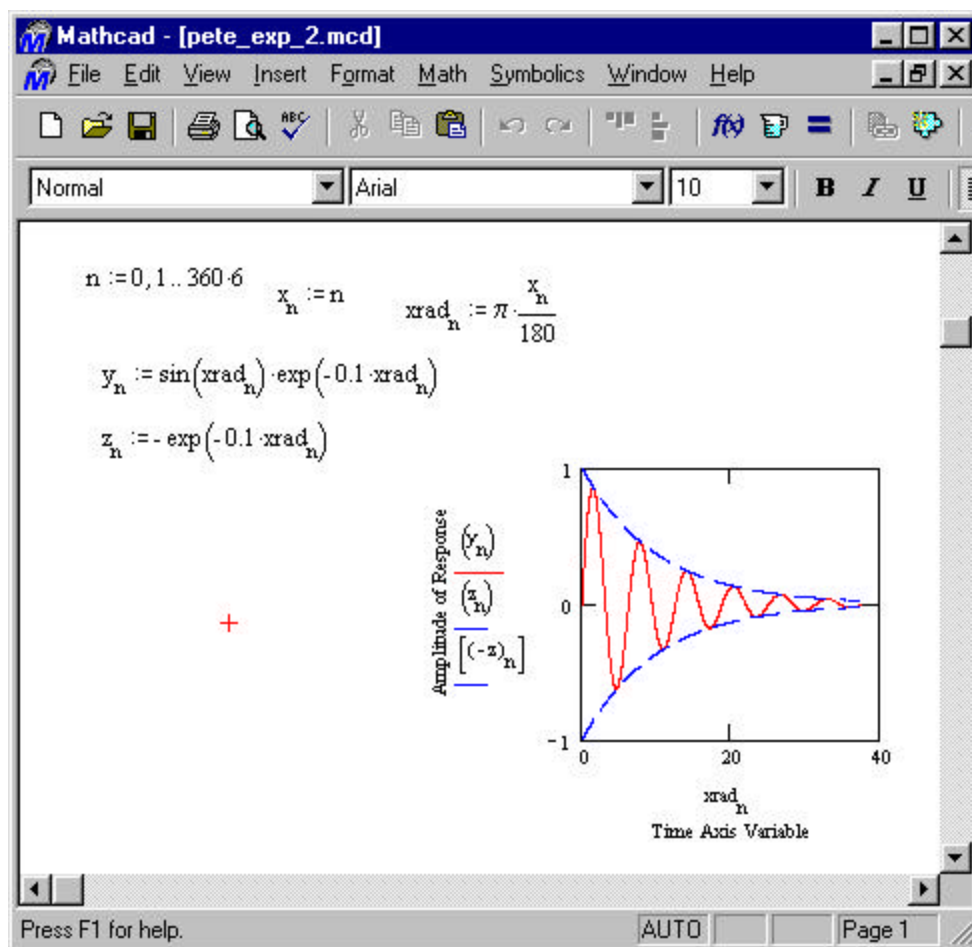 Mathcad - [pete_exp_2.mcd]
File Edit View Insert Format Math Symbolics Window Help
ABC f(x) =
Normal Arial 10 B I U
n := 0, 1 .. 360·6 x_n := n xrad_n := π · x_n / 180
y_n := sin(xrad_n) · exp(-0.1 · xrad_n)
z_n := - exp(-0.1 · xrad_n)
Amplitude of Response
(y_n)
(z_n)
[(-z)_n]
1
0
-1
0 20 40
xrad_n
Time Axis Variable
Press F1 for help. AUTO Page 1